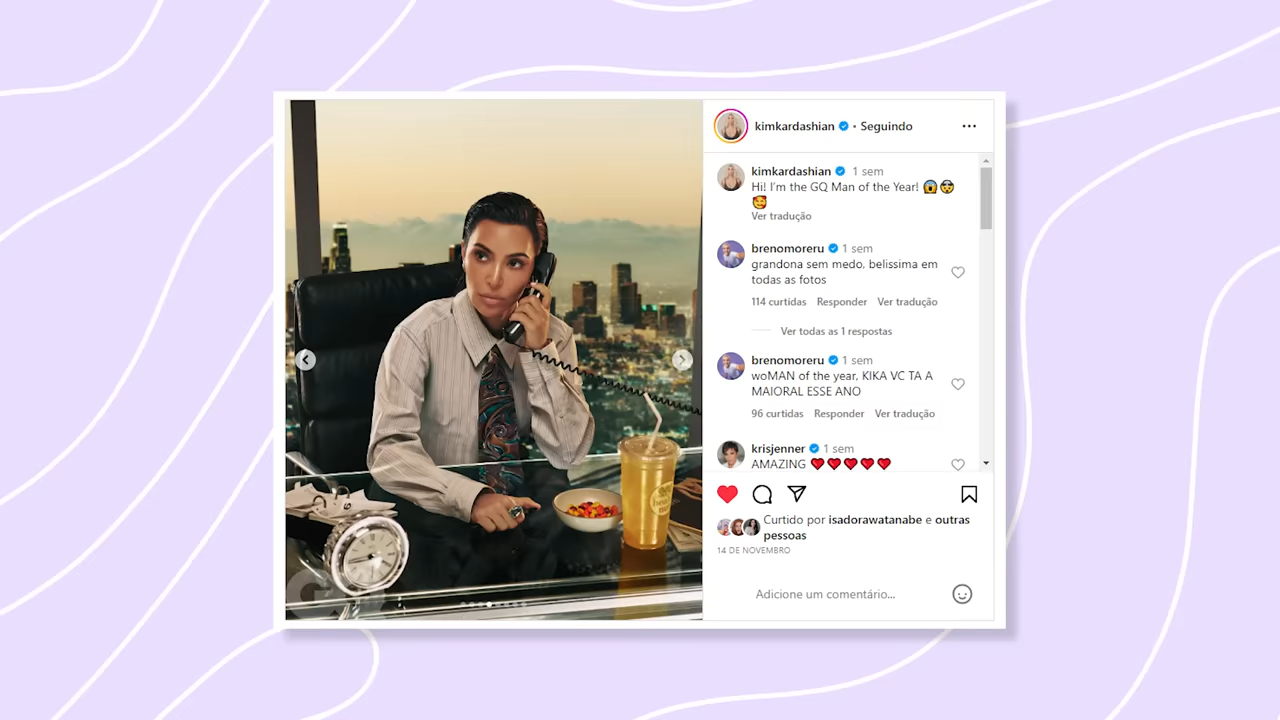 kimkardashian • Seguindo
kimkardashian 1 sem
Hi! I'm the GQ Man of the Year! 😱 🤯
🥰
Ver tradução
brenomoreru 1 sem
grandona sem medo, belissima em
todas as fotos
114 curtidas Responder Ver tradução
Ver todas as 1 respostas
brenomoreru 1 sem
woMAN of the year, KIKA VC TA A
MAIORAL ESSE ANO
96 curtidas Responder Ver tradução
krisjenner 1 sem
AMAZING ❤️❤️❤️❤️❤️
Curtido por isadorawatanabe e outras
pessoas
14 DE NOVEMBRO
Adicione um comentário...
GQ